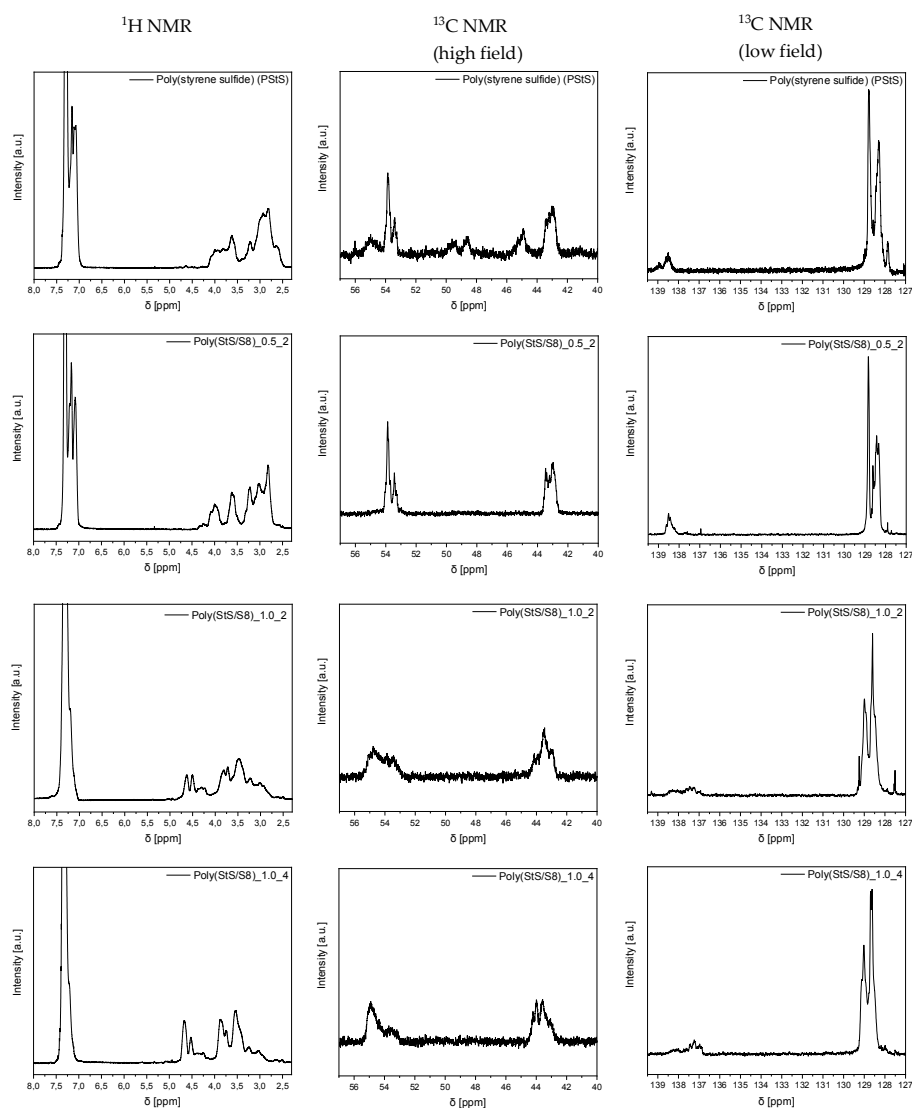 ¹H NMR
¹³C NMR
(high field)
¹³C NMR
(low field)
Poly(styrene sulfide) (PStS)
Intensity [a.u.]
8,0 7,5 7,0 6,5 6,0 5,5 5,0 4,5 4,0 3,5 3,0 2,5
δ [ppm]
Poly(styrene sulfide) (PStS)
Intensity [a.u.]
56 54 52 50 48 46 44 42 40
δ [ppm]
Poly(styrene sulfide) (PStS)
Intensity [a.u.]
139 138 137 136 135 134 133 132 131 130 129 128 127
δ [ppm]
Poly(StS/S8)_0.5_2
Intensity [a.u.]
8,0 7,5 7,0 6,5 6,0 5,5 5,0 4,5 4,0 3,5 3,0 2,5
δ [ppm]
Poly(StS/S8)_0.5_2
Intensity [a.u.]
56 54 52 50 48 46 44 42 40
δ [ppm]
Poly(StS/S8)_0.5_2
Intensity [a.u.]
139 138 137 136 135 134 133 132 131 130 129 128 127
δ [ppm]
Poly(StS/S8)_1.0_2
Intensity [a.u.]
8,0 7,5 7,0 6,5 6,0 5,5 5,0 4,5 4,0 3,5 3,0 2,5
δ [ppm]
Poly(StS/S8)_1.0_2
Intensity [a.u.]
56 54 52 50 48 46 44 42 40
δ [ppm]
Poly(StS/S8)_1.0_2
Intensity [a.u.]
139 138 137 136 135 134 133 132 131 130 129 128 127
δ [ppm]
Poly(StS/S8)_1.0_4
Intensity [a.u.]
8,0 7,5 7,0 6,5 6,0 5,5 5,0 4,5 4,0 3,5 3,0 2,5
δ [ppm]
Poly(StS/S8)_1.0_4
Intensity [a.u.]
56 54 52 50 48 46 44 42 40
δ [ppm]
Poly(StS/S8)_1.0_4
Intensity [a.u.]
139 138 137 136 135 134 133 132 131 130 129 128 127
δ [ppm]